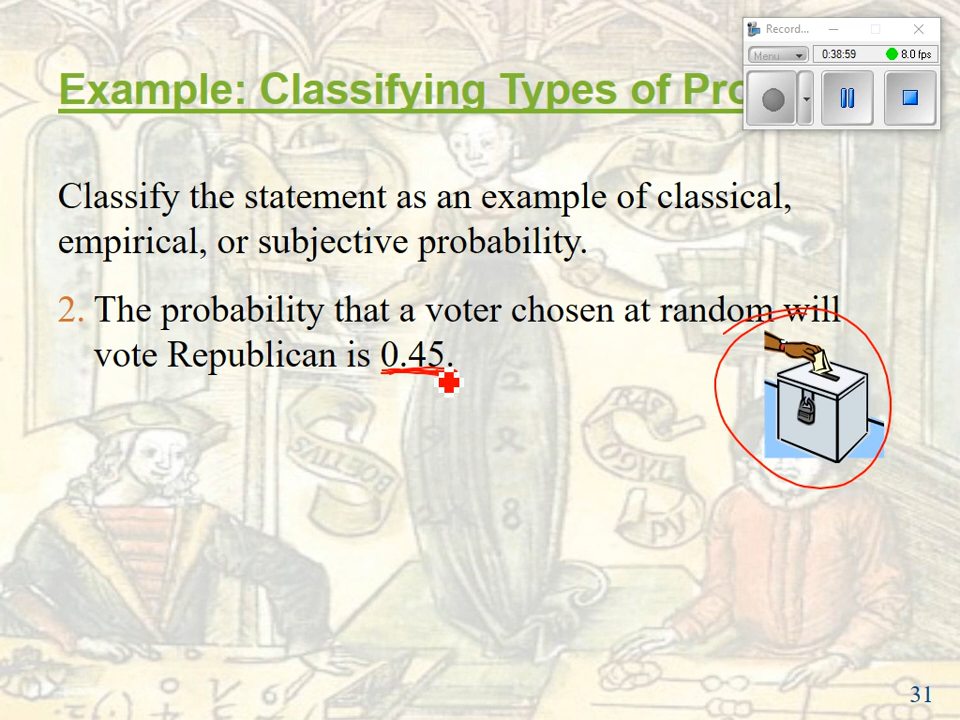 Record...
Menu
0:38:59
8.0 fps
Example: Classifying Types of Pro
Classify the statement as an example of classical,
empirical, or subjective probability.
2. The probability that a voter chosen at random will
vote Republican is 0.45.
31